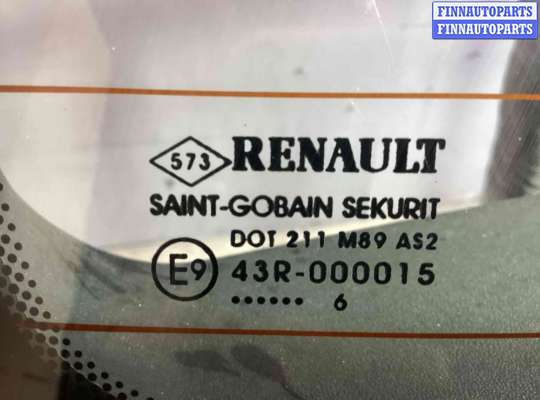 FINNAUTOPARTS
FINNAUTOPARTS
573 RENAULT
SAINT-GOBAIN SEKURIT
DOT 211 M89 AS2
E9 43R-000015
•••••• 6